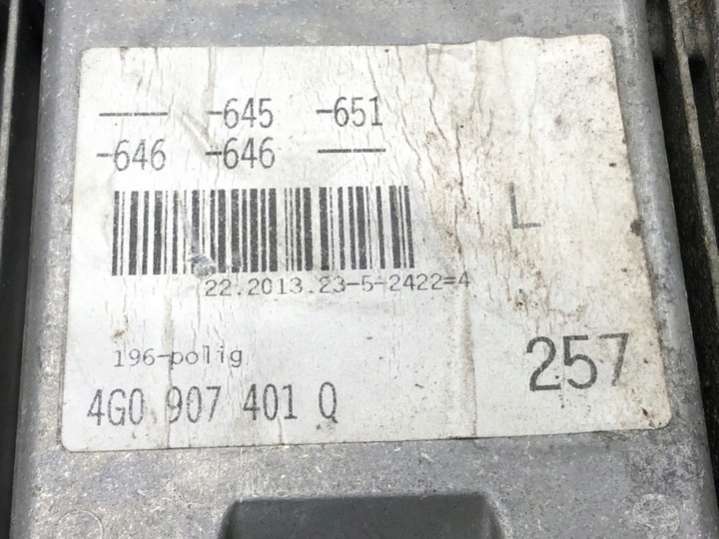 --- -645 -651
-646 -646 ---
L
22.2013.23-5-2422=4
196-polig
257
4G0 907 401 Q